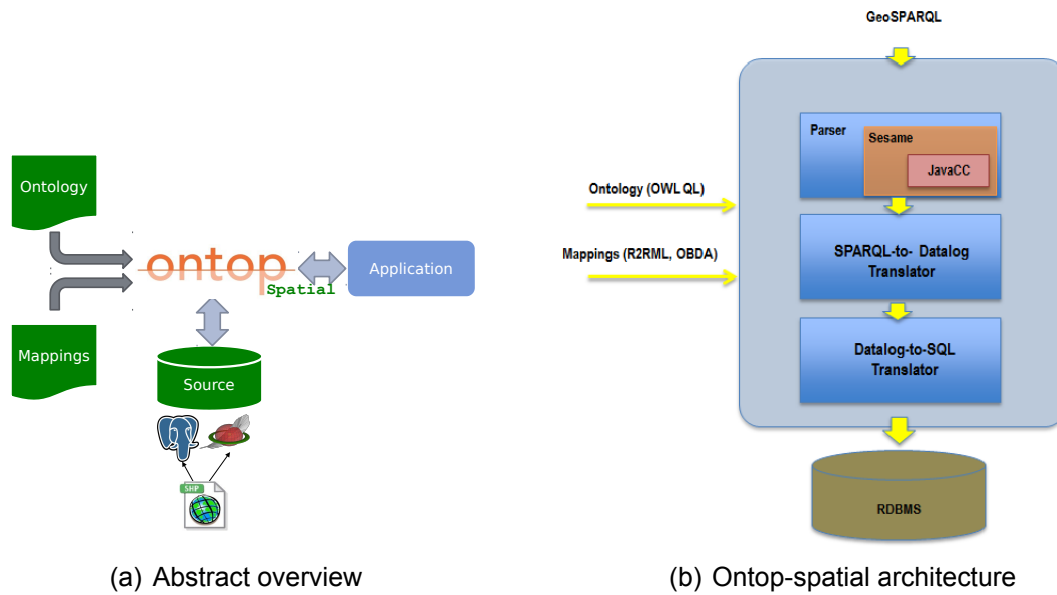 Ontology
ontop
Spatial
Application
Mappings
Source
SHP
(a) Abstract overview
GeoSPARQL
Parser
Sesame
JavaCC
Ontology (OWL QL)
SPARQL-to- Datalog
Translator
Mappings (R2RML, OBDA)
Datalog-to-SQL
Translator
RDBMS
(b) Ontop-spatial architecture